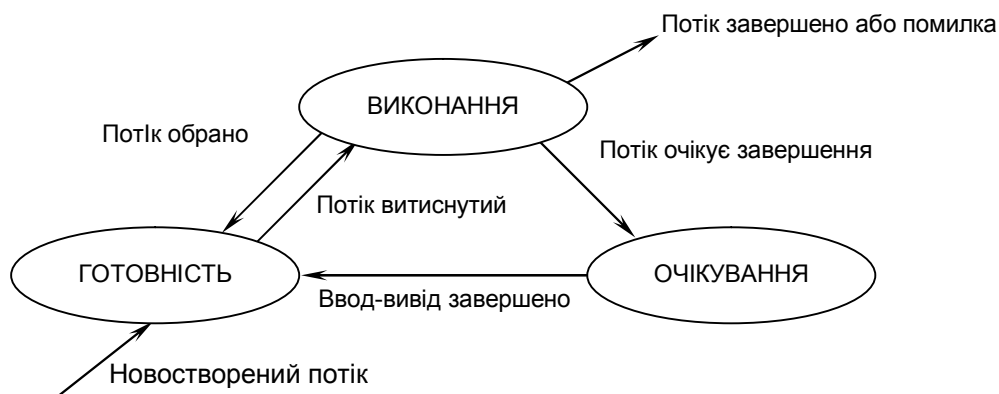 Потік завершено або помилка
ВИКОНАННЯ
ПотІк обрано
Потік очікує завершення
Потік витиснутий
ГОТОВНІСТЬ
ОЧІКУВАННЯ
Ввод-вивід завершено
Новостворений потік